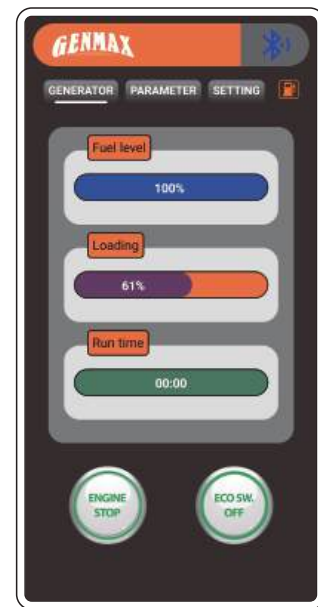 GENMAX
GENERATOR PARAMETER SETTING
Fuel level
100%
Loading
61%
Run time
00:00
ENGINE
STOP
ECO SW.
OFF